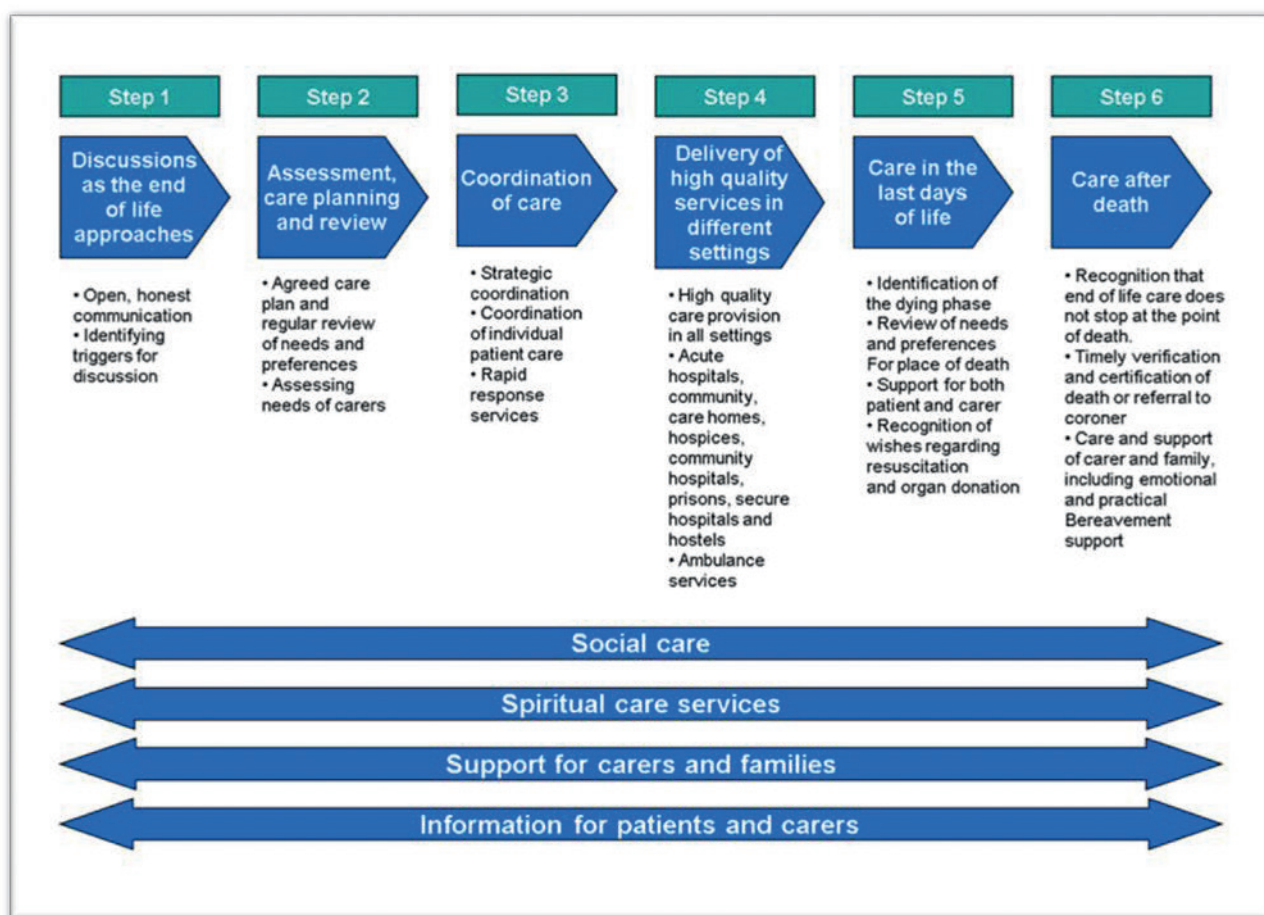 Step 1
Discussions
as the end
of life
approaches
• Open, honest
communication
• Identifying
triggers for
discussion
Step 2
Assessment,
care planning
and review
• Agreed care
plan and
regular review
of needs and
preferences
• Assessing
needs of carers
Step 3
Coordination
of care
• Strategic
coordination
• Coordination
of individual
patient care
• Rapid
response
services
Step 4
Delivery of
high quality
services in
different
settings
• High quality
care provision
in all settings
• Acute
hospitals,
community,
care homes,
hospices,
community
hospitals,
prisons, secure
hospitals and
hostels
• Ambulance
services
Step 5
Care in the
last days
of life
• Identification of
the dying phase
• Review of needs
and preferences
For place of death
• Support for both
patient and carer
• Recognition of
wishes regarding
resuscitation
and organ donation
Step 6
Care after
death
• Recognition that
end of life care does
not stop at the point
of death.
• Timely verification
and certification of
death or referral to
coroner
• Care and support
of carer and family,
including emotional
and practical
Bereavement
support
Social care
Spiritual care services
Support for carers and families
Information for patients and carers